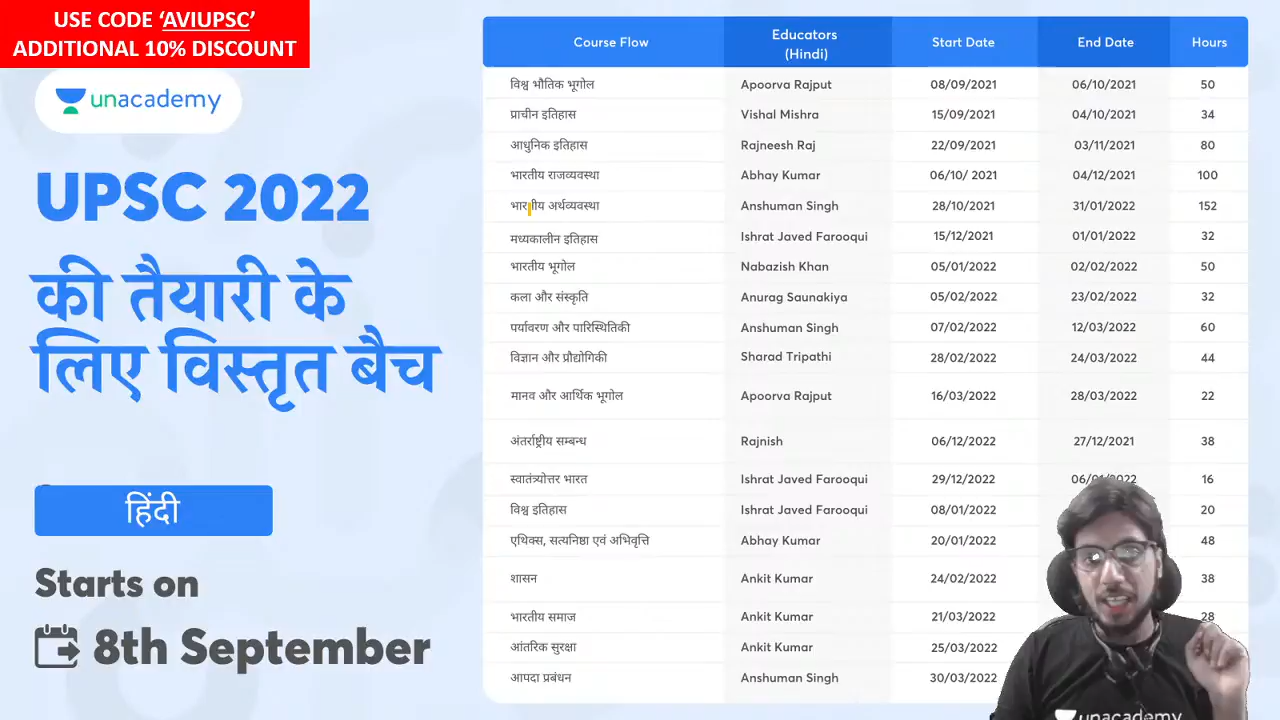 USE CODE ‘AVIUPSC’
ADDITIONAL 10% DISCOUNT
unacademy
UPSC 2022
की तैयारी के
लिए विस्तृत बैच
हिंदी
Starts on
8th September
Course Flow Educators (Hindi) Start Date End Date Hours
विश्व भौतिक भूगोल Apoorva Rajput 08/09/2021 06/10/2021 50
प्राचीन इतिहास Vishal Mishra 15/09/2021 04/10/2021 34
आधुनिक इतिहास Rajneesh Raj 22/09/2021 03/11/2021 80
भारतीय राजव्यवस्था Abhay Kumar 06/10/ 2021 04/12/2021 100
भारतीय अर्थव्यवस्था Anshuman Singh 28/10/2021 31/01/2022 152
मध्यकालीन इतिहास Ishrat Javed Farooqui 15/12/2021 01/01/2022 32
भारतीय भूगोल Nabazish Khan 05/01/2022 02/02/2022 50
कला और संस्कृति Anurag Saunakiya 05/02/2022 23/02/2022 32
पर्यावरण और पारिस्थितिकी Anshuman Singh 07/02/2022 12/03/2022 60
विज्ञान और प्रौद्योगिकी Sharad Tripathi 28/02/2022 24/03/2022 44
मानव और आर्थिक भूगोल Apoorva Rajput 16/03/2022 28/03/2022 22
अंतर्राष्ट्रीय सम्बन्ध Rajnish 06/12/2022 27/12/2021 38
स्वातंत्र्योत्तर भारत Ishrat Javed Farooqui 29/12/2022 16
विश्व इतिहास Ishrat Javed Farooqui 08/01/2022 20
एथिक्स, सत्यनिष्ठा एवं अभिवृत्ति Abhay Kumar 20/01/2022 48
शासन Ankit Kumar 24/02/2022 38
भारतीय समाज Ankit Kumar 21/03/2022 28
आंतरिक सुरक्षा Ankit Kumar 25/03/2022
आपदा प्रबंधन Anshuman Singh 30/03/2022
unacademy